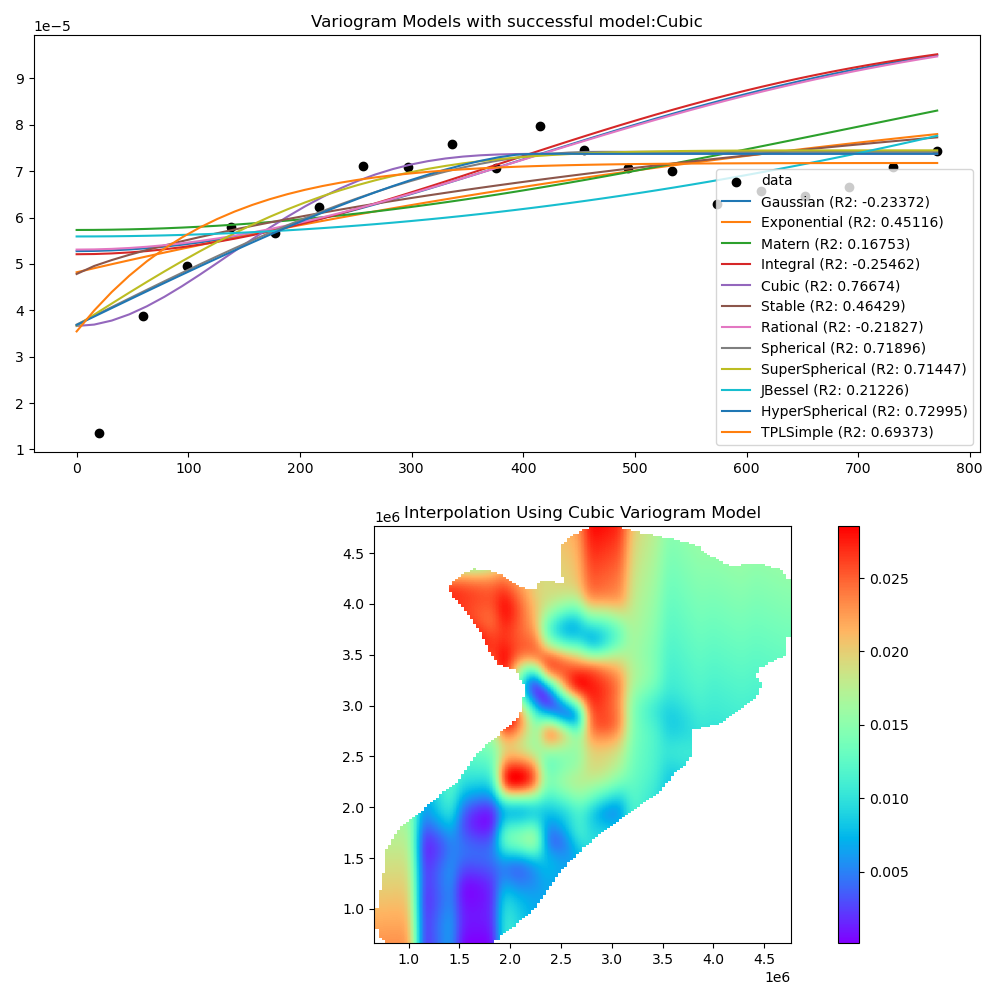 Variogram Models with successful model:Cubic
1e−5
9
8
7
6
5
4
3
2
1
0 100 200 300 400 500 600 700 800
data
Gaussian (R2: -0.23372)
Exponential (R2: 0.45116)
Matern (R2: 0.16753)
Integral (R2: -0.25462)
Cubic (R2: 0.76674)
Stable (R2: 0.46429)
Rational (R2: -0.21827)
Spherical (R2: 0.71896)
SuperSpherical (R2: 0.71447)
JBessel (R2: 0.21226)
HyperSpherical (R2: 0.72995)
TPLSimple (R2: 0.69373)
1e6 Interpolation Using Cubic Variogram Model
4.5
4.0
3.5
3.0
2.5
2.0
1.5
1.0
1.0 1.5 2.0 2.5 3.0 3.5 4.0 4.5
1e6
0.025
0.020
0.015
0.010
0.005